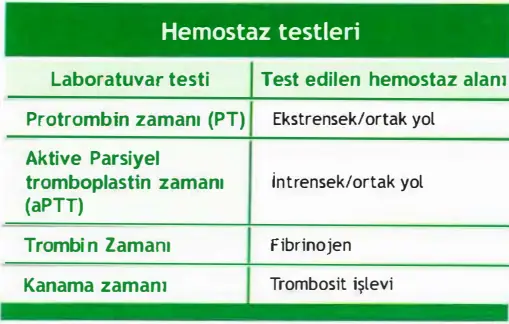 Hemostaz testleri
Laboratuvar testi Test edilen hemostaz alanı
Protrombin zamanı (PT) Ekstrensek/ortak yol
Aktive Parsiyel
tromboplastin zamanı İntrensek/ortak yol
(aPTT)
Trombin Zamanı Fibrinojen
Kanama zamanı Trombosit işlevi